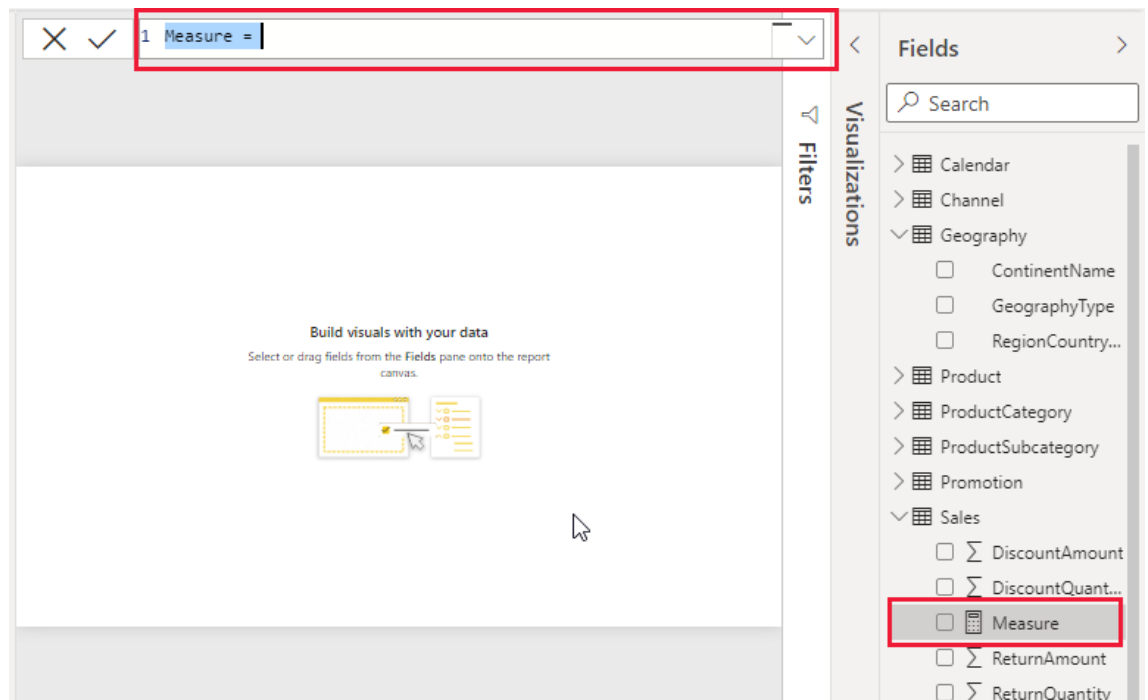 1 Measure =
Build visuals with your data
Select or drag fields from the Fields pane onto the report
canvas.
Filters
Visualizations
Fields
Search
Calendar
Channel
Geography
ContinentName
GeographyType
RegionCountry...
Product
ProductCategory
ProductSubcategory
Promotion
Sales
DiscountAmount
DiscountQuant...
Measure
ReturnAmount
ReturnQuantity